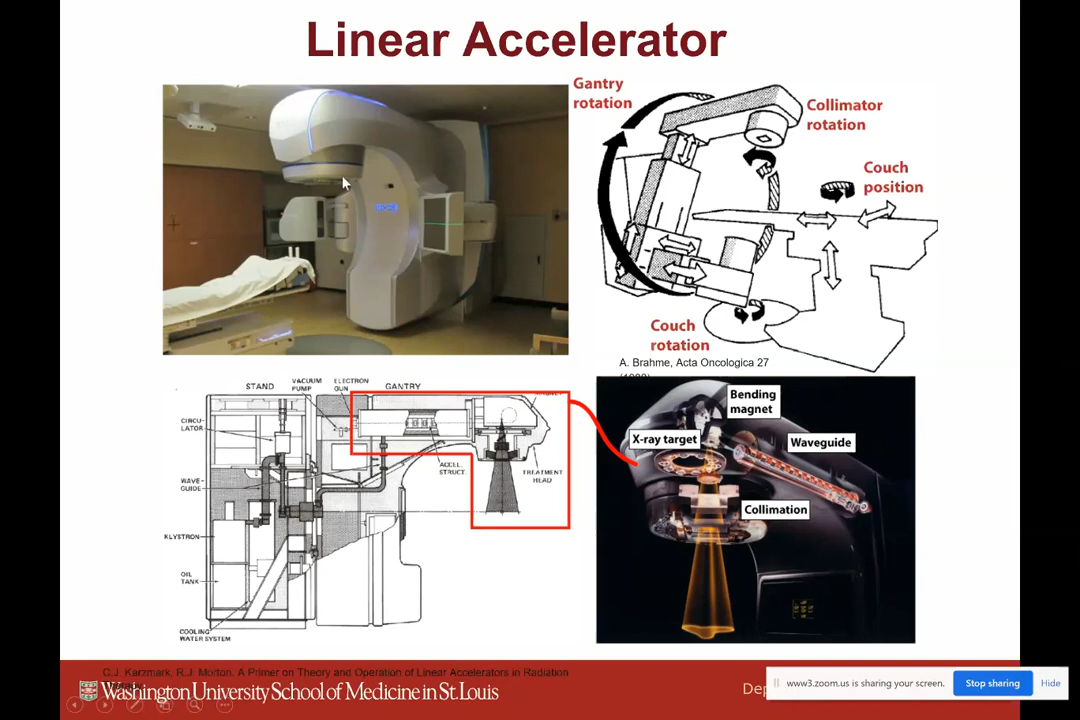 Linear Accelerator
Gantry
rotation
Collimator
rotation
Couch
position
Couch
rotation
A. Brahme, Acta Oncologica 27
STAND
VACUUM
PUMP
ELECTRON
GUN
GANTRY
CIRCU
LATOR
WAVE
GUIDE
KLYSTRON
OIL
TANK
COOLING
WATER SYSTEM
ACCEL.
STRUCT.
TREATMENT
HEAD
Bending
magnet
X-ray target
Waveguide
Collimation
C.J. Karzmark, R.J. Morton. A Primer on Theory and Operation of Linear Accelerators in Radiation
Washington University School of Medicine in St. Louis
www3.zoom.us is sharing your screen.
Stop sharing
Hide